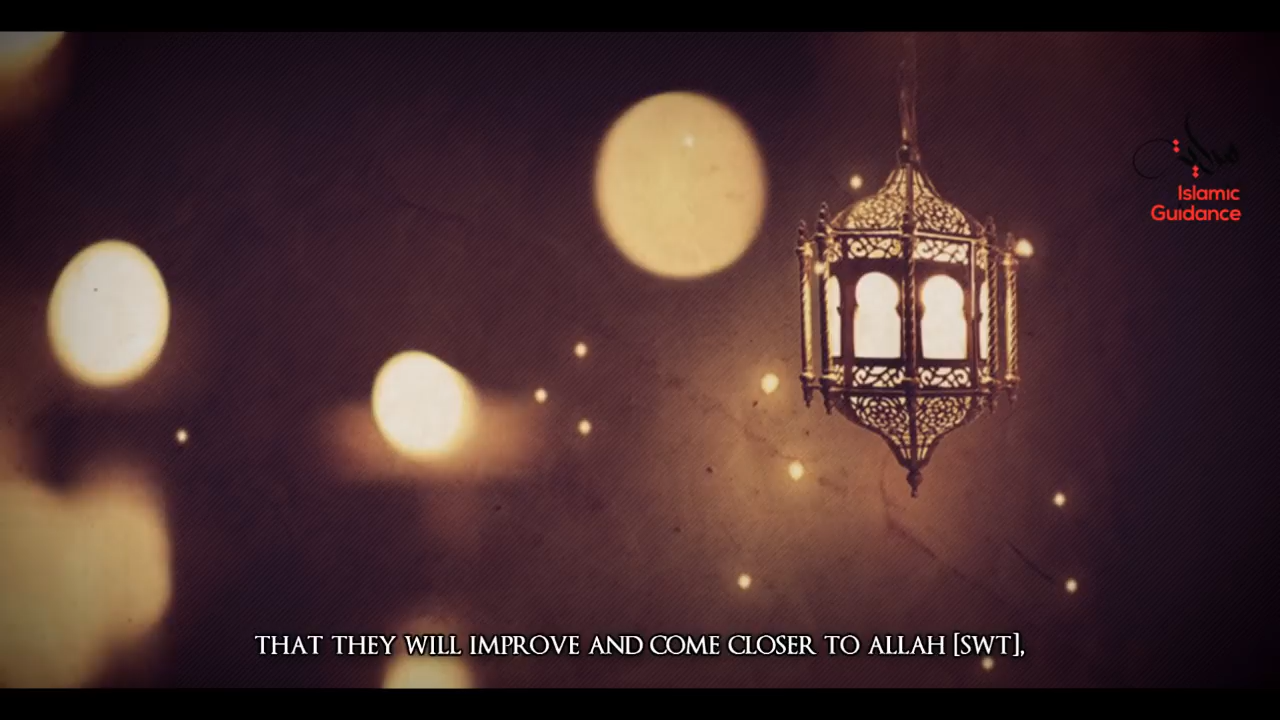 Islamic
Guidance
THAT THEY WILL IMPROVE AND COME CLOSER TO ALLAH [SWT],